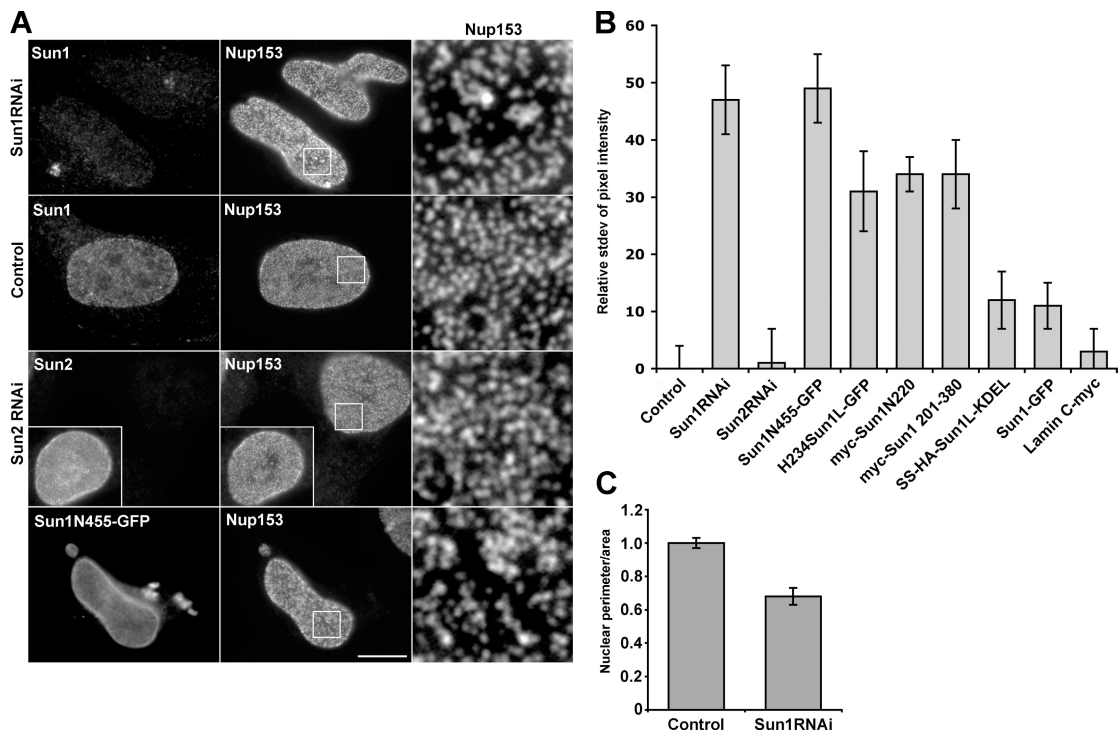 A
Nup153
Sun1RNAi
Sun1
Nup153
Control
Sun1
Nup153
Sun2 RNAi
Sun2
Nup153
Sun1N455-GFP
Nup153
B
Relative stdev of pixel intensity
60
50
40
30
20
10
0
Control
Sun1RNAi
Sun2RNAi
Sun1N455-GFP
H234Sun1L-GFP
myc-Sun1N220
myc-Sun1 201-380
SS-HA-Sun1L-KDEL
Sun1-GFP
Lamin C-myc
C
Nuclear perimeter/area
1.2
1.0
0.8
0.6
0.4
0.2
0
Control
Sun1RNAi